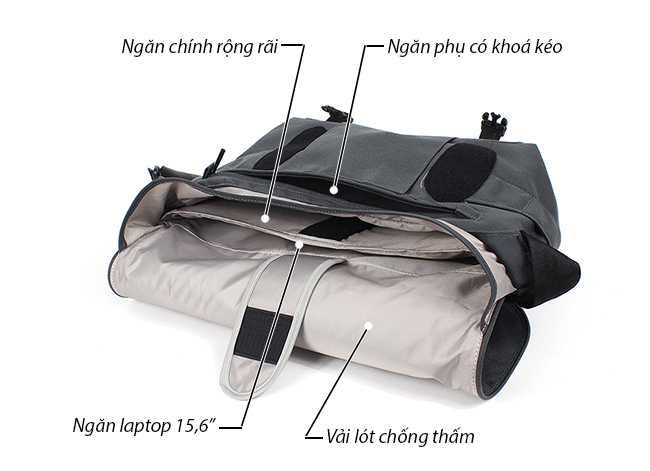 Ngăn chính rộng rãi
Ngăn phụ có khoá kéo
Ngăn laptop 15,6”
Vải lót chống thấm